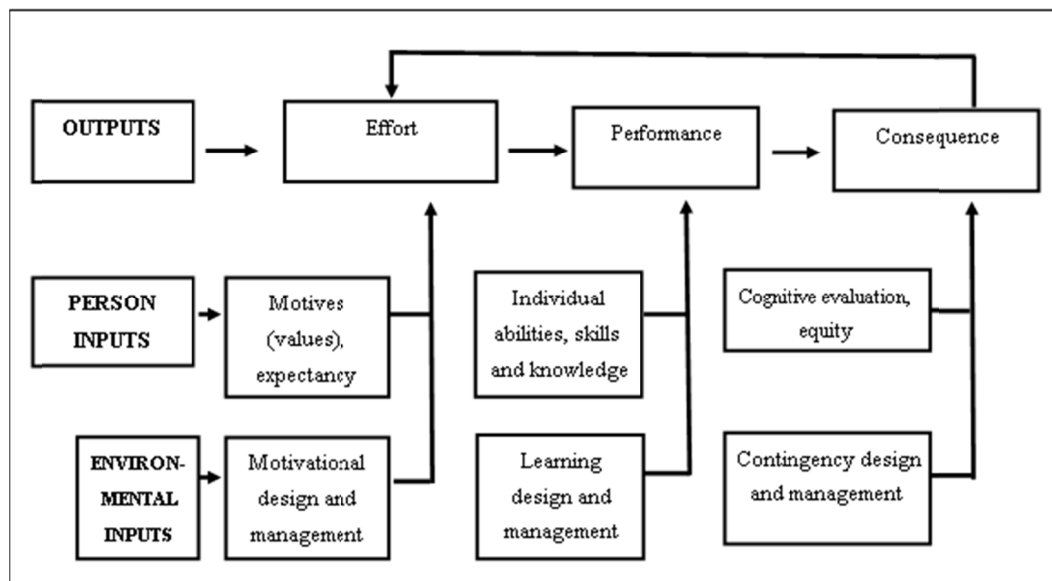 OUTPUTS
Effort
Performance
Consequence
PERSON
INPUTS
Motives
(values),
expectancy
Individual
abilities, skills
and knowledge
Cognitive evaluation,
equity
ENVIRON-
MENTAL
INPUTS
Motivational
design and
management
Learning
design and
management
Contingency design
and management